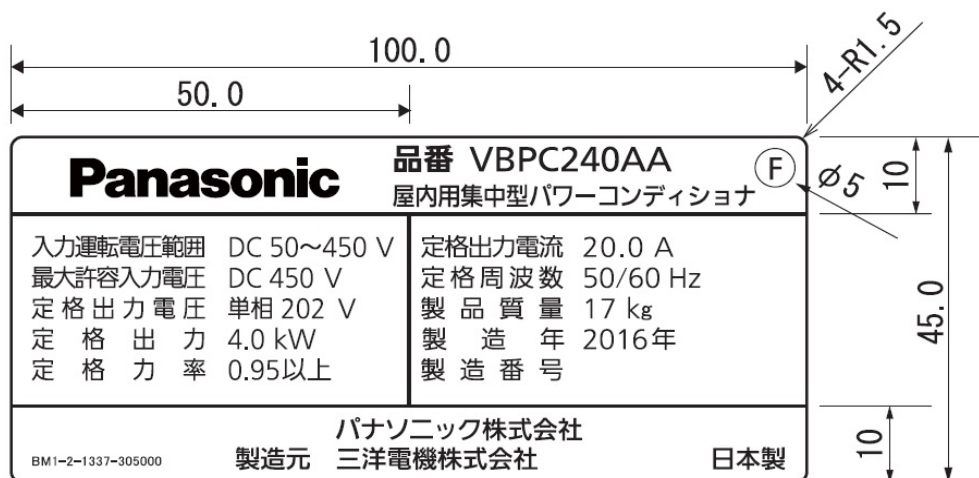 100.0
50.0
4-R1.5
Panasonic
品番 VBPC240AA
屋内用集中型パワーコンディショナ
F
φ5
10
入力運転電圧範囲 DC 50～450 V
最大許容入力電圧 DC 450 V
定格出力電圧 単相 202 V
定格出力 4.0 kW
定格力率 0.95以上
定格出力電流 20.0 A
定格周波数 50/60 Hz
製品質量 17 kg
製造年 2016年
製造番号
45.0
パナソニック株式会社
BM1-2-1337-305000
製造元 三洋電機株式会社
日本製
10